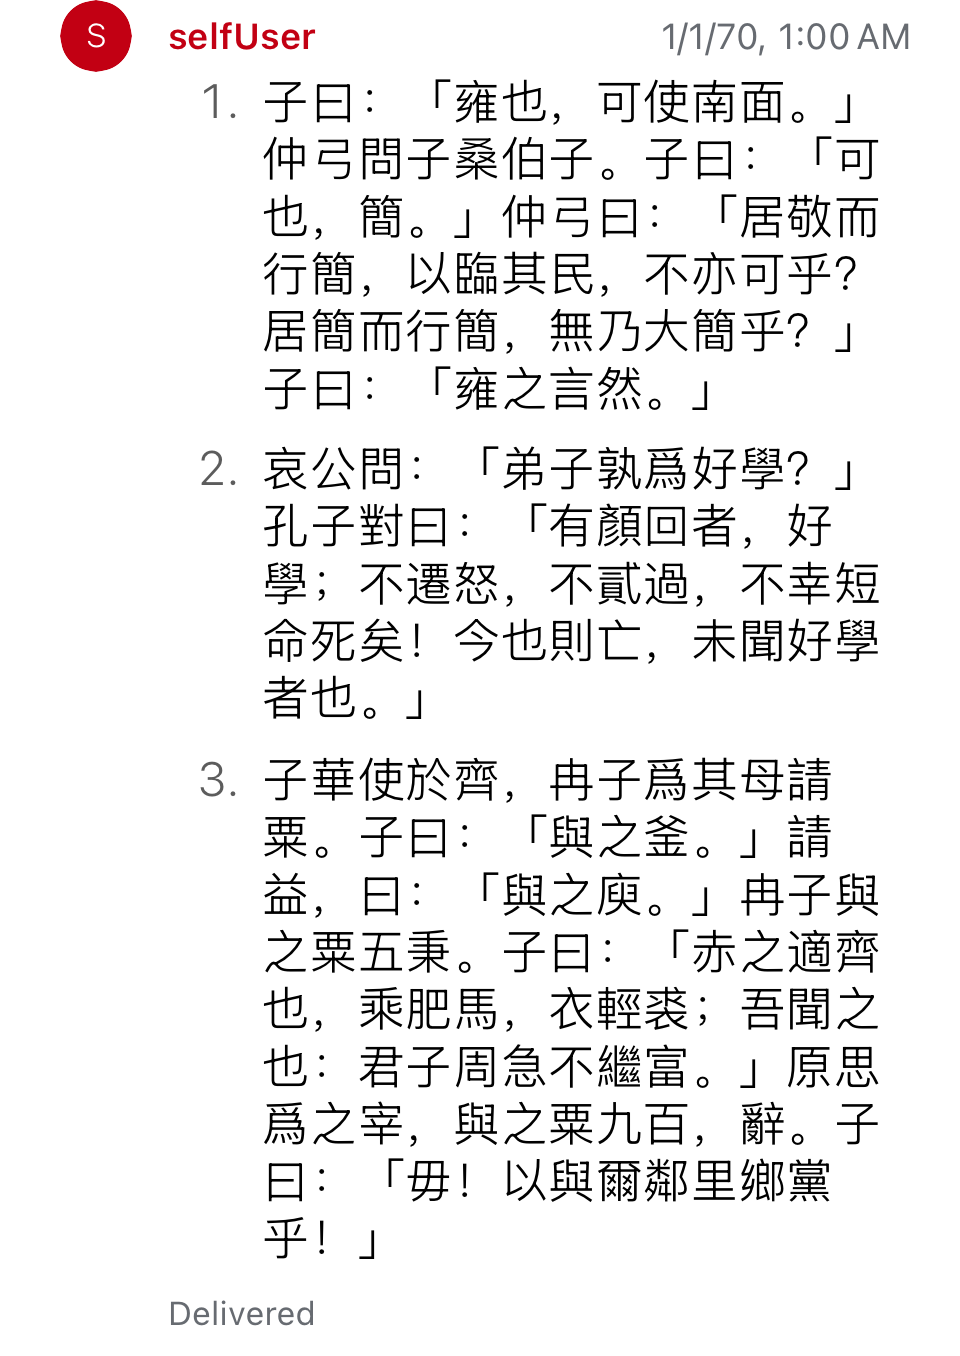 S
selfUser
1/1/70, 1:00 AM
1. 子曰：「雍也，可使南面。」
仲弓問子桑伯子。子曰：「可
也，簡。」仲弓曰：「居敬而
行簡，以臨其民，不亦可乎？
居簡而行簡，無乃大簡乎？」
子曰：「雍之言然。」
2. 哀公問：「弟子孰爲好學？」
孔子對曰：「有顏回者，好
學；不遷怒，不貳過，不幸短
命死矣！今也則亡，未聞好學
者也。」
3. 子華使於齊，冉子爲其母請
粟。子曰：「與之釜。」請
益，曰：「與之庾。」冉子與
之粟五秉。子曰：「赤之適齊
也，乘肥馬，衣輕裘；吾聞之
也：君子周急不繼富。」原思
爲之宰，與之粟九百，辭。子
曰：「毋！以與爾鄰里鄉黨
乎！」
Delivered